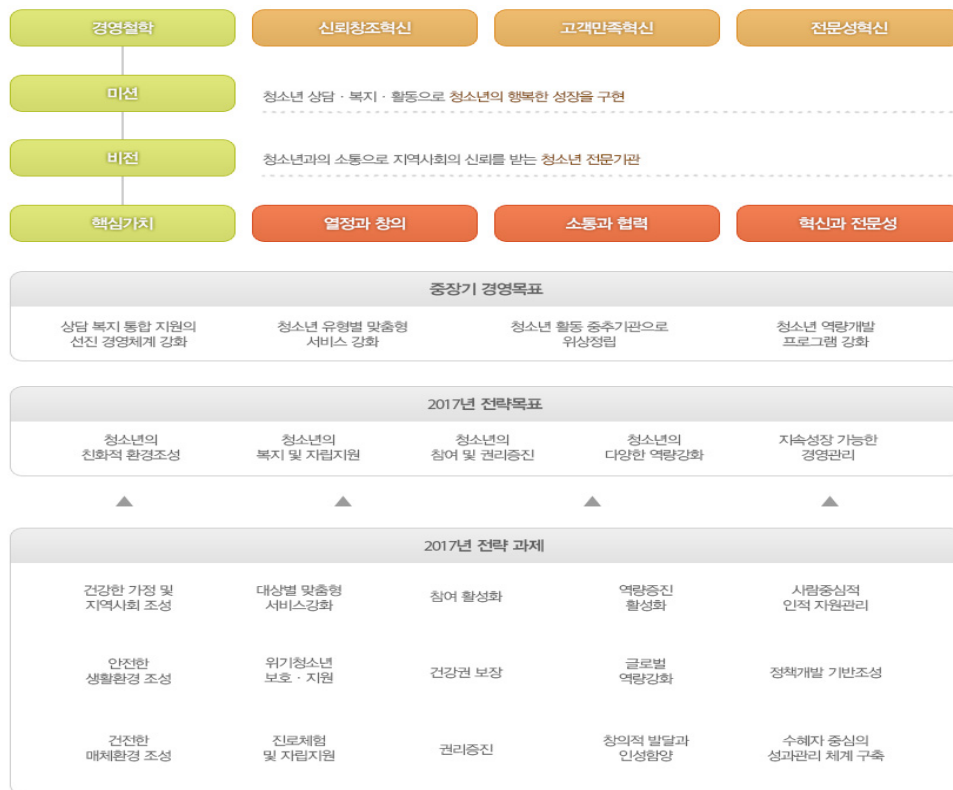 경영철학 신뢰창조혁신 고객만족혁신 전문성혁신
미션 청소년 상담 · 복지 · 활동으로 청소년의 행복한 성장을 구현
비전 청소년과의 소통으로 지역사회의 신뢰를 받는 청소년 전문기관
핵심가치 열정과 창의 소통과 협력 혁신과 전문성
중장기 경영목표
상담 복지 통합 지원의 청소년 유형별 맞춤형 청소년 활동 중추기관으로 청소년 역량개발
선진 경영체계 강화 서비스 강화 위상정립 프로그램 강화
2017년 전략목표
청소년의 청소년의 청소년의 청소년의 지속성장 가능한
친화적 환경조성 복지 및 자립지원 참여 및 권리증진 다양한 역량강화 경영관리
2017년 전략 과제
건강한 가정 및 대상별 맞춤형 참여 활성화 역량증진 사람중심적
지역사회 조성 서비스강화 활성화 인적 자원관리
안전한 위기청소년 건강권 보장 글로벌 정책개발 기반조성
생활환경 조성 보호 · 지원 역량강화
건전한 진로체험 권리증진 창의적 발달과 수혜자 중심의
매체환경 조성 및 자립지원 인성함양 성과관리 체계 구축